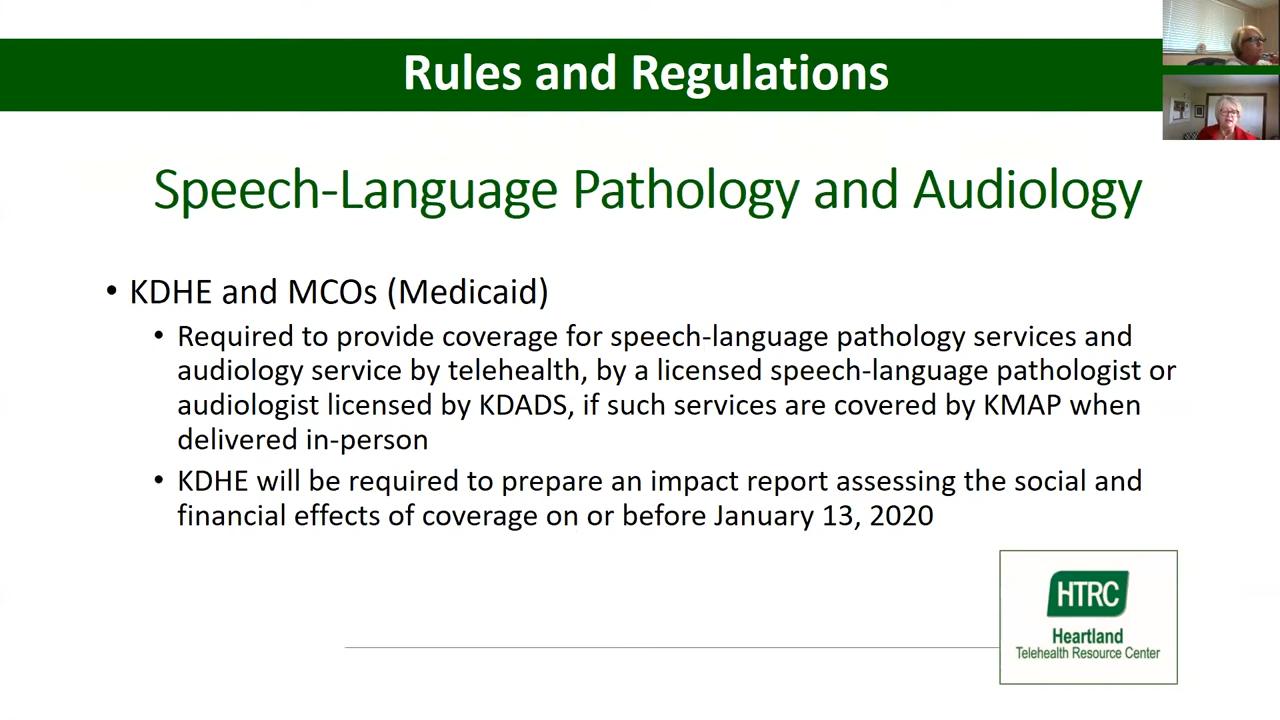 Rules and Regulations
Speech-Language Pathology and Audiology
• KDHE and MCOs (Medicaid)
• Required to provide coverage for speech-language pathology services and
audiology service by telehealth, by a licensed speech-language pathologist or
audiologist licensed by KDADS, if such services are covered by KMAP when
delivered in-person
• KDHE will be required to prepare an impact report assessing the social and
financial effects of coverage on or before January 13, 2020
HTRC
Heartland
Telehealth Resource Center